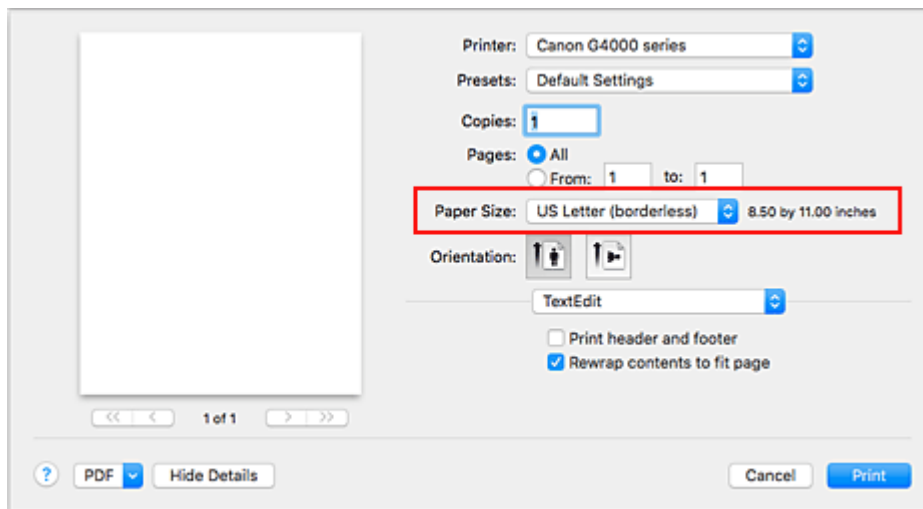 Printer: Canon G4000 series
Presets: Default Settings
Copies: 1
Pages: All
From: 1 to: 1
Paper Size: US Letter (borderless) 8.50 by 11.00 inches
Orientation:
TextEdit
Print header and footer
Rewrap contents to fit page
<< < 1 of 1 > >>
? PDF Hide Details Cancel Print